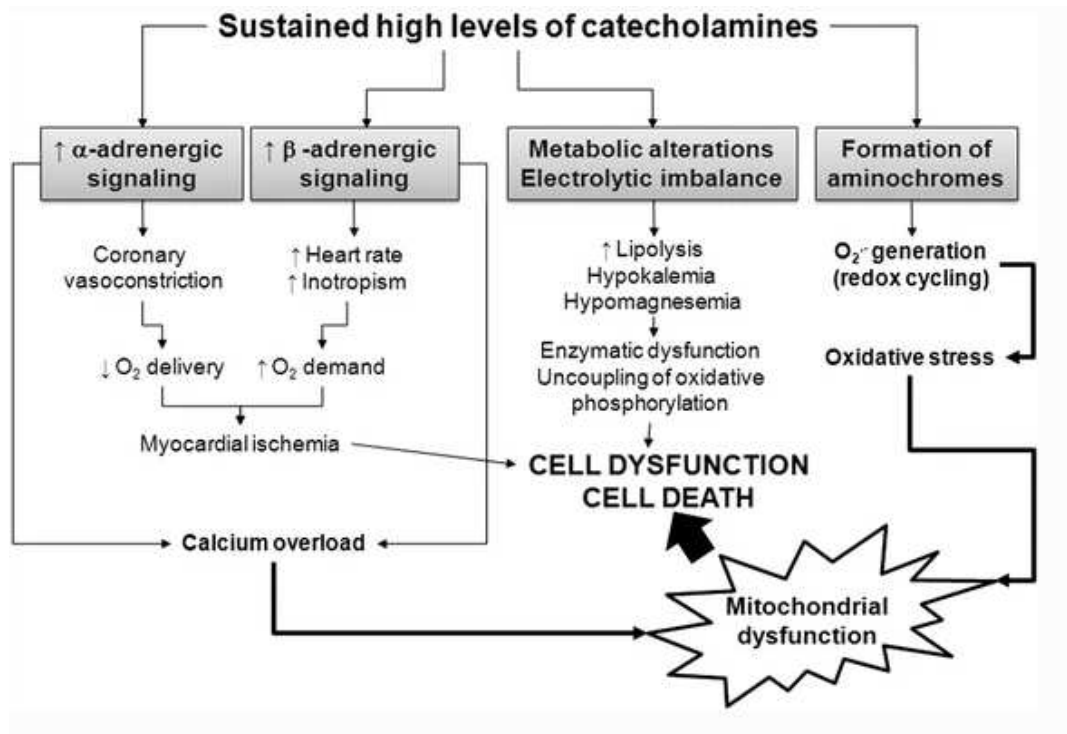 Sustained high levels of catecholamines
↑ α-adrenergic
signaling
↑ β -adrenergic
signaling
Metabolic alterations
Electrolytic imbalance
Formation of
aminochromes
Coronary
vasoconstriction
↑ Heart rate
↑ Inotropism
↑ Lipolysis
Hypokalemia
Hypomagnesemia
O₂·⁻ generation
(redox cycling)
↓ O₂ delivery
↑ O₂ demand
Enzymatic dysfunction
Uncoupling of oxidative
phosphorylation
Oxidative stress
Myocardial ischemia
CELL DYSFUNCTION
CELL DEATH
Calcium overload
Mitochondrial
dysfunction